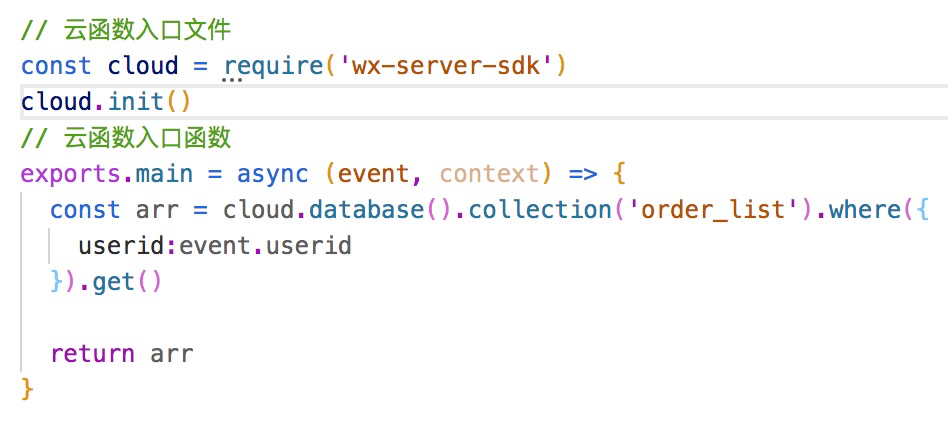 // 云函数入口文件
const cloud = require('wx-server-sdk')
cloud.init()
// 云函数入口函数
exports.main = async (event, context) => {
  const arr = cloud.database().collection('order_list').where({
    userid:event.userid
  }).get()

  return arr
}